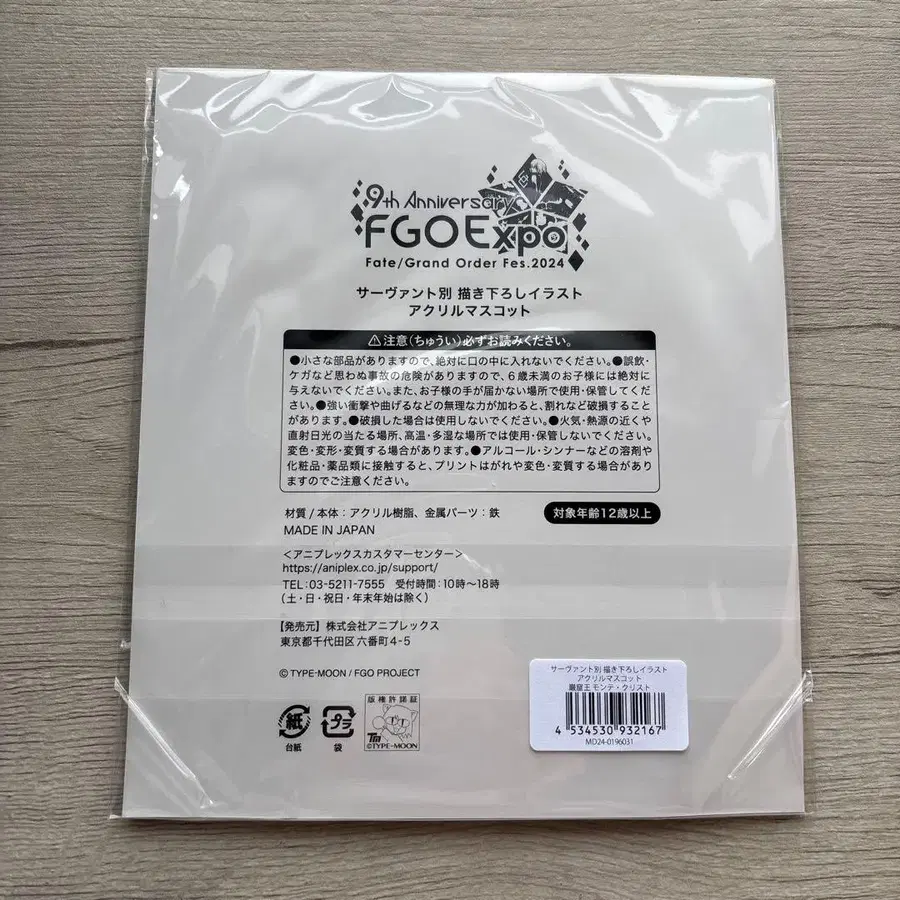 9th Anniversary
FGO Expo
Fate/Grand Order Fes.2024
サーヴァント別 描き下ろしイラスト
アクリルマスコット
⚠注意(ちゅうい)必ずお読みください。
●小さな部品がありますので、絶対に口の中に入れないでください。●誤飲・
ケガなど思わぬ事故の危険がありますので、6歳未満のお子様には絶対に
与えないでください。また、お子様の手が届かない場所で使用・保管してくだ
さい。●強い衝撃や曲げるなどの無理な力が加わると、割れなど破損すること
があります。●破損した場合は使用しないでください。●火気・熱源の近くや
直射日光の当たる場所、高温・多湿な場所では使用・保管しないでください。
変色・変形・変質する場合があります。●アルコール・シンナーなどの溶剤や
化粧品・薬品類に接触すると、プリントはがれや変色・変質する場合があり
ますのでご注意ください。
材質/本体:アクリル樹脂、金属パーツ:鉄
対象年齢12歳以上
MADE IN JAPAN
<アニプレックスカスタマーセンター>
https://aniplex.co.jp/support/
TEL:03-5211-7555 受付時間:10時〜18時
(土・日・祝日・年末年始は除く)
【発売元】株式会社アニプレックス
東京都千代田区六番町4-5
© TYPE-MOON / FGO PROJECT
紙
台紙
プラ
袋
版権許諾証
TM
©TYPE-MOON
サーヴァント別 描き下ろしイラスト
アクリルマスコット
巌窟王 モンテ・クリスト
4 534530 932167
MD24-0196031